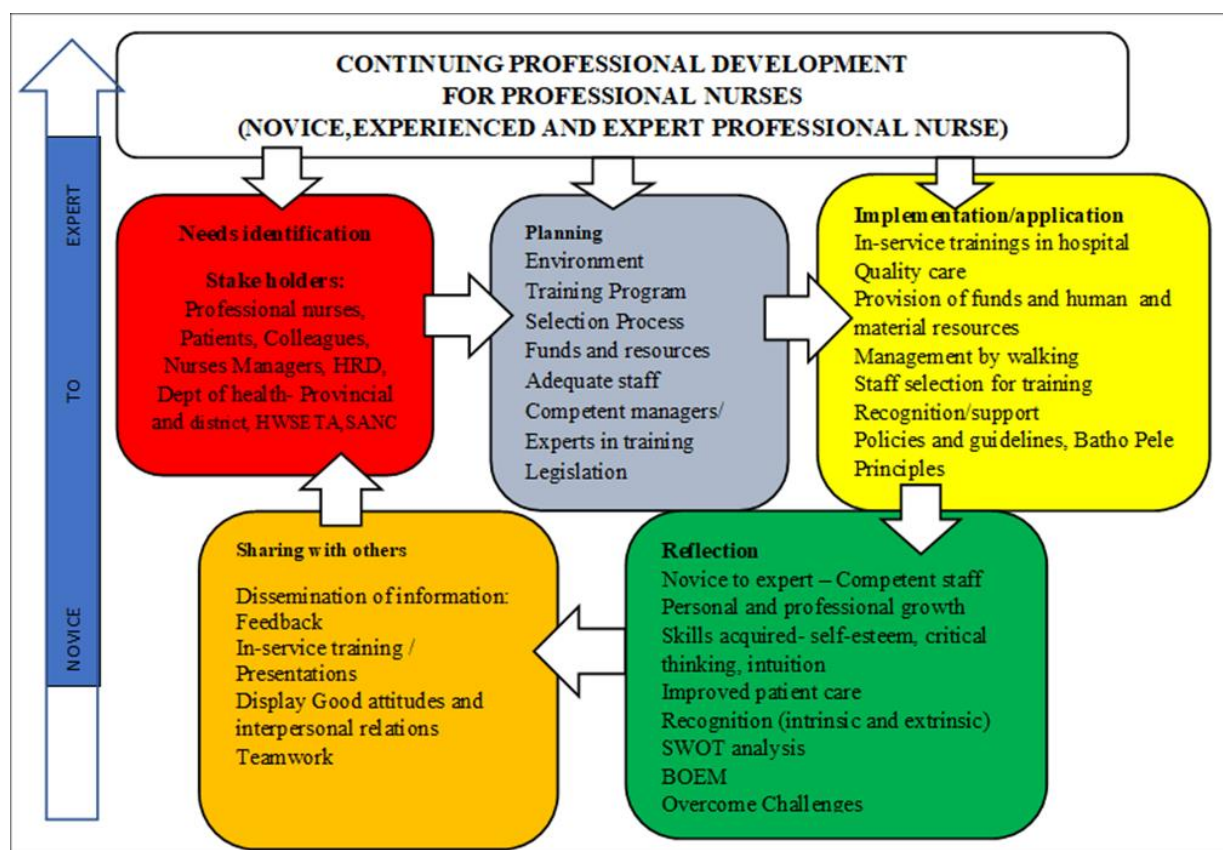 CONTINUING PROFESSIONAL DEVELOPMENT
FOR PROFESSIONAL NURSES
(NOVICE,EXPERIENCED AND EXPERT PROFESSIONAL NURSE)
EXPERT
TO
NOVICE
Needs identification
Stake holders:
Professional nurses,
Patients, Colleagues,
Nurses Managers, HRD,
Dept of health- Provincial
and district, HWSETA,SANC
Planning
Environment
Training Program
Selection Process
Funds and resources
Adequate staff
Competent managers/
Experts in training
Legislation
Implementation/application
In-service trainings in hospital
Quality care
Provision of funds and human and
material resources
Management by walking
Staff selection for training
Recognition/support
Policies and guidelines, Batho Pele
Principles
Reflection
Novice to expert – Competent staff
Personal and professional growth
Skills acquired- self-esteem, critical
thinking, intuition
Improved patient care
Recognition (intrinsic and extrinsic)
SWOT analysis
BOEM
Overcome Challenges
Sharing with others
Dissemination of information:
Feedback
In-service training /
Presentations
Display Good attitudes and
interpersonal relations
Teamwork